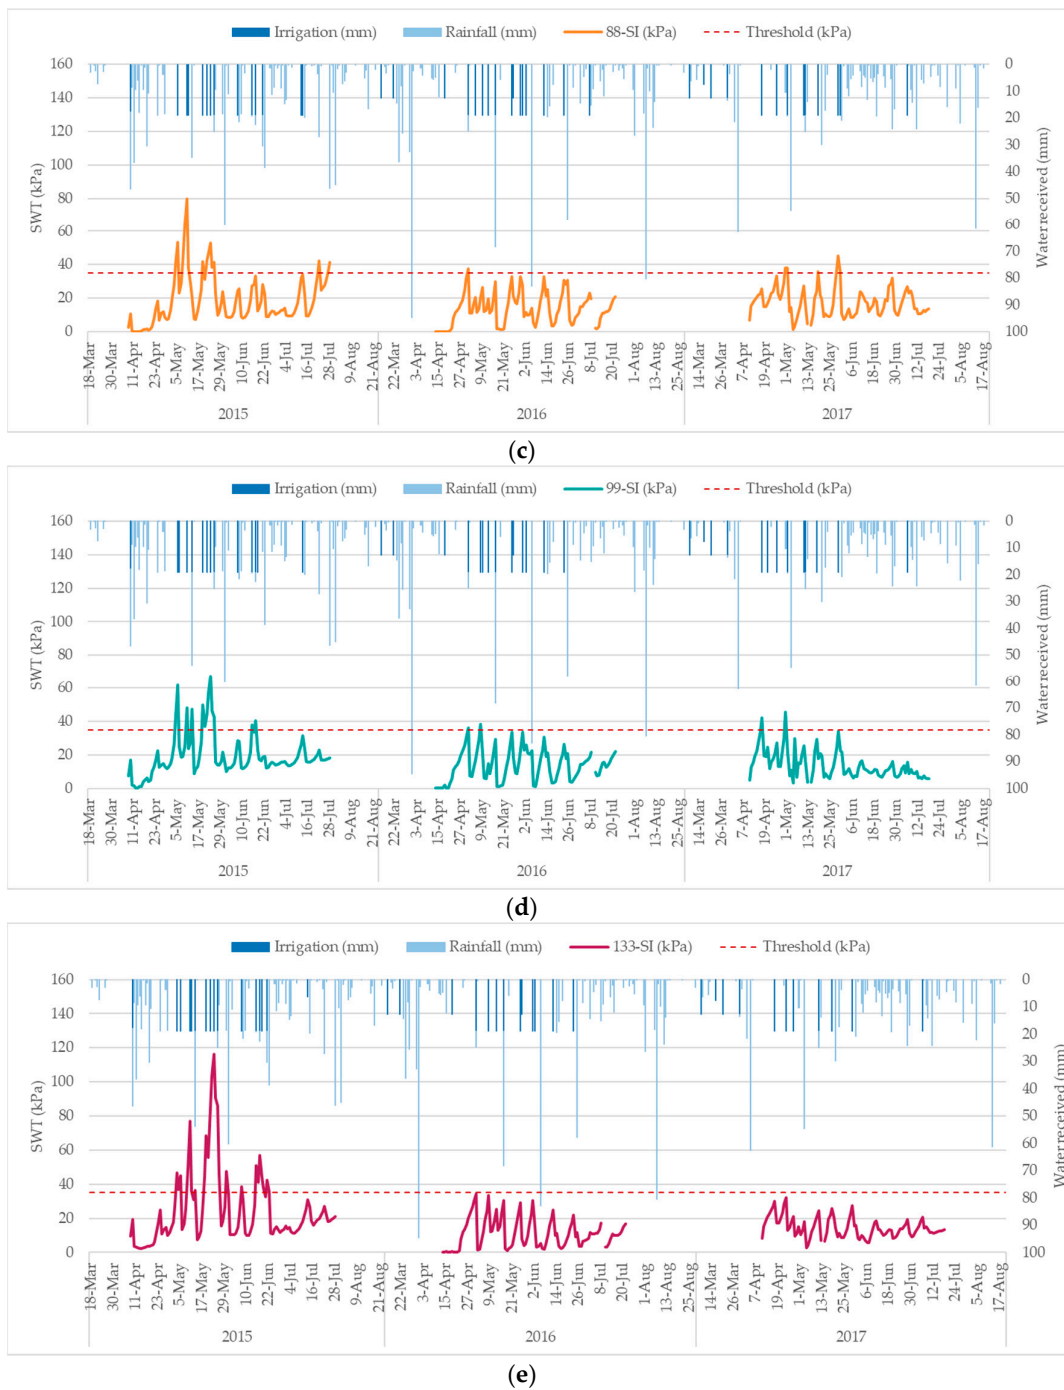 Irrigation (mm) Rainfall (mm) 88-SI (kPa) Threshold (kPa)
160 140 120 100 80 60 40 20 0
SWT (kPa)
0 10 20 30 40 50 60 70 80 90 100
Water received (mm)
18-Mar 30-Mar 11-Apr 23-Apr 5-May 17-May 29-May 10-Jun 22-Jun 4-Jul 16-Jul 28-Jul 9-Aug 21-Aug 22-Mar 3-Apr 15-Apr 27-Apr 9-May 21-May 2-Jun 14-Jun 26-Jun 8-Jul 20-Jul 1-Aug 13-Aug 25-Aug 14-Mar 26-Mar 7-Apr 19-Apr 1-May 13-May 25-May 6-Jun 18-Jun 30-Jun 12-Jul 24-Jul 5-Aug 17-Aug
2015 2016 2017
(c)
Irrigation (mm) Rainfall (mm) 99-SI (kPa) Threshold (kPa)
160 140 120 100 80 60 40 20 0
SWT (kPa)
0 10 20 30 40 50 60 70 80 90 100
Water received (mm)
18-Mar 30-Mar 11-Apr 23-Apr 5-May 17-May 29-May 10-Jun 22-Jun 4-Jul 16-Jul 28-Jul 9-Aug 21-Aug 22-Mar 3-Apr 15-Apr 27-Apr 9-May 21-May 2-Jun 14-Jun 26-Jun 8-Jul 20-Jul 1-Aug 13-Aug 25-Aug 14-Mar 26-Mar 7-Apr 19-Apr 1-May 13-May 25-May 6-Jun 18-Jun 30-Jun 12-Jul 24-Jul 5-Aug 17-Aug
2015 2016 2017
(d)
Irrigation (mm) Rainfall (mm) 133-SI (kPa) Threshold (kPa)
160 140 120 100 80 60 40 20 0
SWT (kPa)
0 10 20 30 40 50 60 70 80 90 100
Water received (mm)
18-Mar 30-Mar 11-Apr 23-Apr 5-May 17-May 29-May 10-Jun 22-Jun 4-Jul 16-Jul 28-Jul 9-Aug 21-Aug 22-Mar 3-Apr 15-Apr 27-Apr 9-May 21-May 2-Jun 14-Jun 26-Jun 8-Jul 20-Jul 1-Aug 13-Aug 25-Aug 14-Mar 26-Mar 7-Apr 19-Apr 1-May 13-May 25-May 6-Jun 18-Jun 30-Jun 12-Jul 24-Jul 5-Aug 17-Aug
2015 2016 2017
(e)